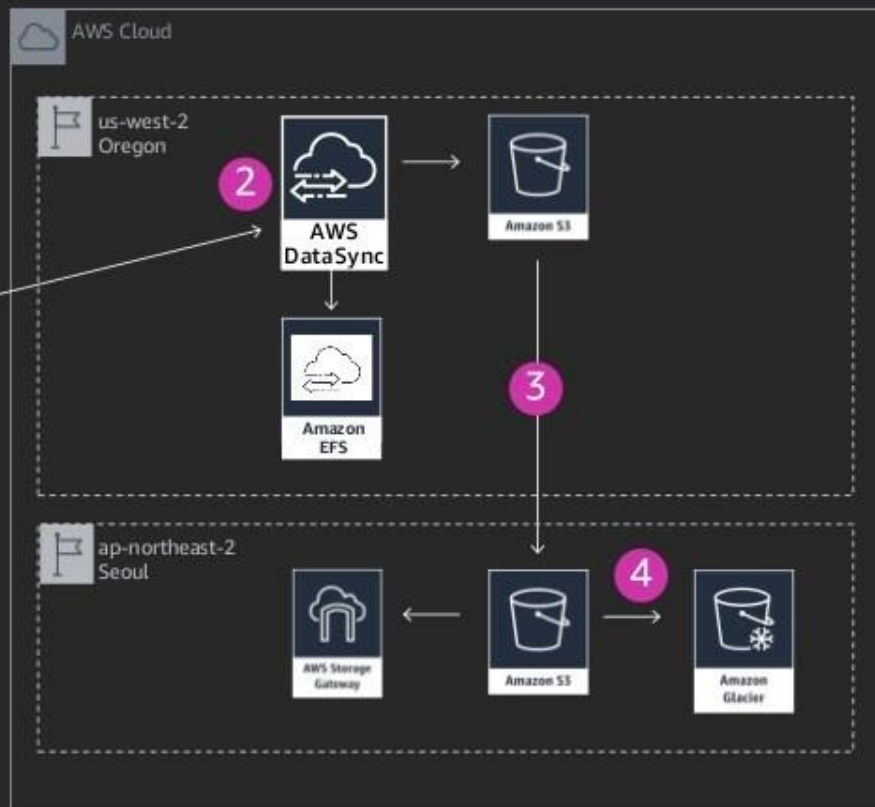 AWS Cloud
us-west-2
Oregon
2
AWS
DataSync
Amazon S3
Amazon
EFS
3
ap-northeast-2
Seoul
4
AWS Storage
Gateway
Amazon S3
Amazon
Glacier